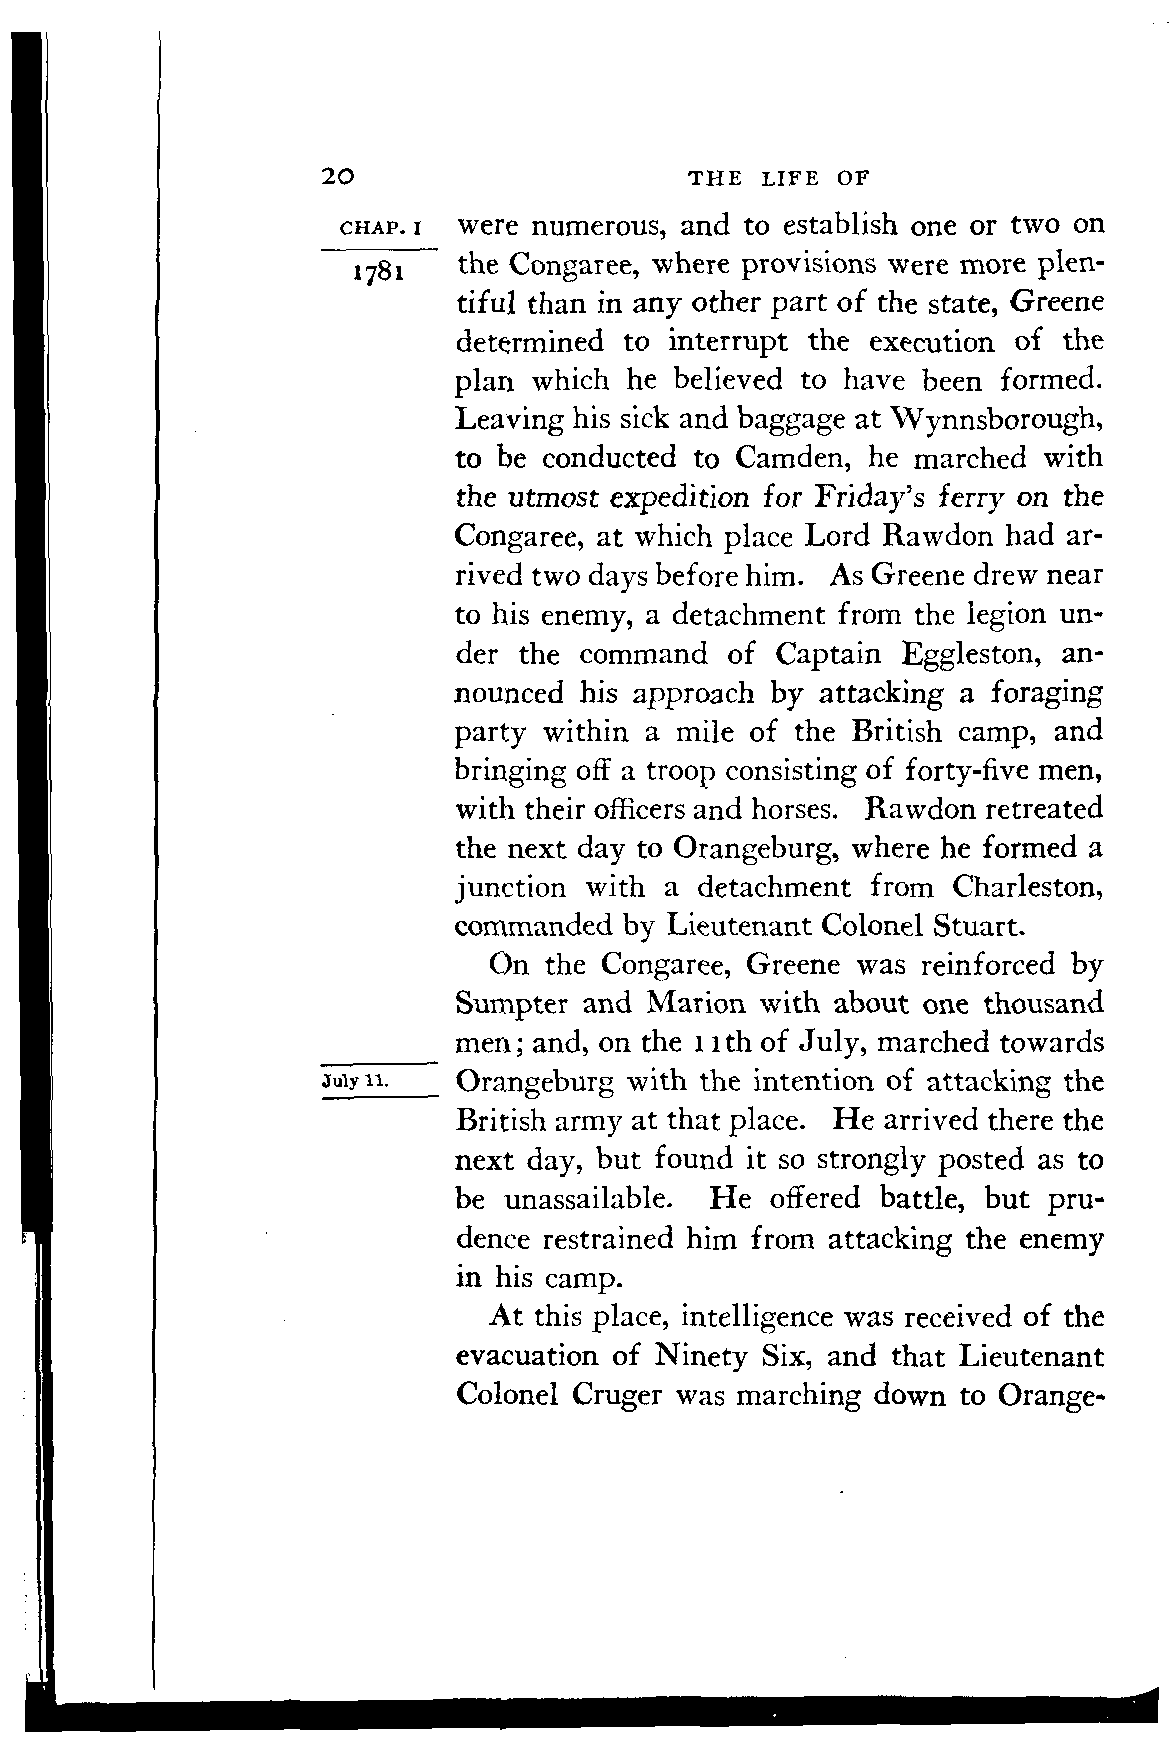 20 THE LIFE OF
CHAP. I were numerous, and to establish one or two on
1781 the Congaree, where provisions were more plen-
tiful than in any other part of the state, Greene
determined to interrupt the execution of the
plan which he believed to have been formed.
Leaving his sick and baggage at Wynnsborough,
to be conducted to Camden, he marched with
the utmost expedition for Friday's ferry on the
Congaree, at which place Lord Rawdon had ar-
rived two days before him. As Greene drew near
to his enemy, a detachment from the legion un-
der the command of Captain Eggleston, an-
nounced his approach by attacking a foraging
party within a mile of the British camp, and
bringing off a troop consisting of forty-five men,
with their officers and horses. Rawdon retreated
the next day to Orangeburg, where he formed a
junction with a detachment from Charleston,
commanded by Lieutenant Colonel Stuart.
On the Congaree, Greene was reinforced by
Sumpter and Marion with about one thousand
men; and, on the 11th of July, marched towards
July 11. Orangeburg with the intention of attacking the
British army at that place. He arrived there the
next day, but found it so strongly posted as to
be unassailable. He offered battle, but pru-
dence restrained him from attacking the enemy
in his camp.
At this place, intelligence was received of the
evacuation of Ninety Six, and that Lieutenant
Colonel Cruger was marching down to Orange-